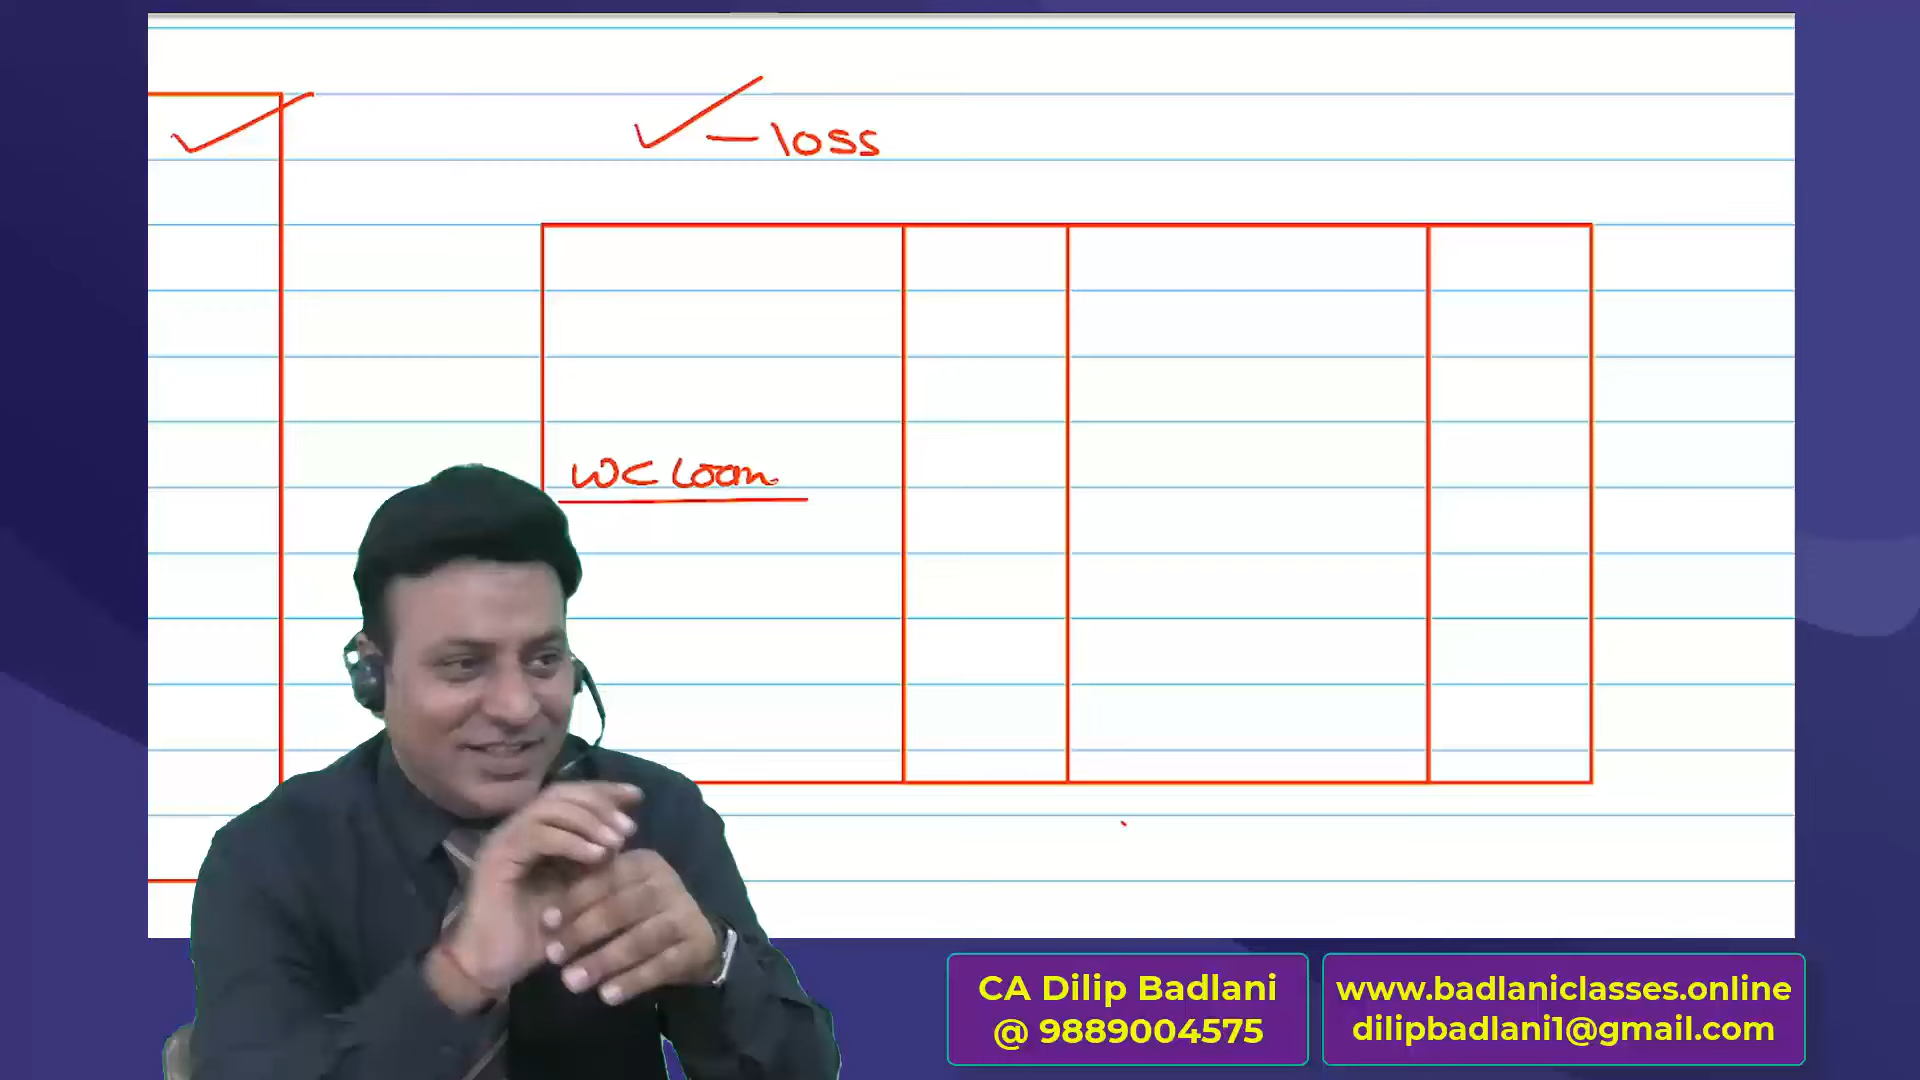 – loss
WC Loan
CA Dilip Badlani
@ 9889004575
www.badlaniclasses.online
dilipbadlani1@gmail.com